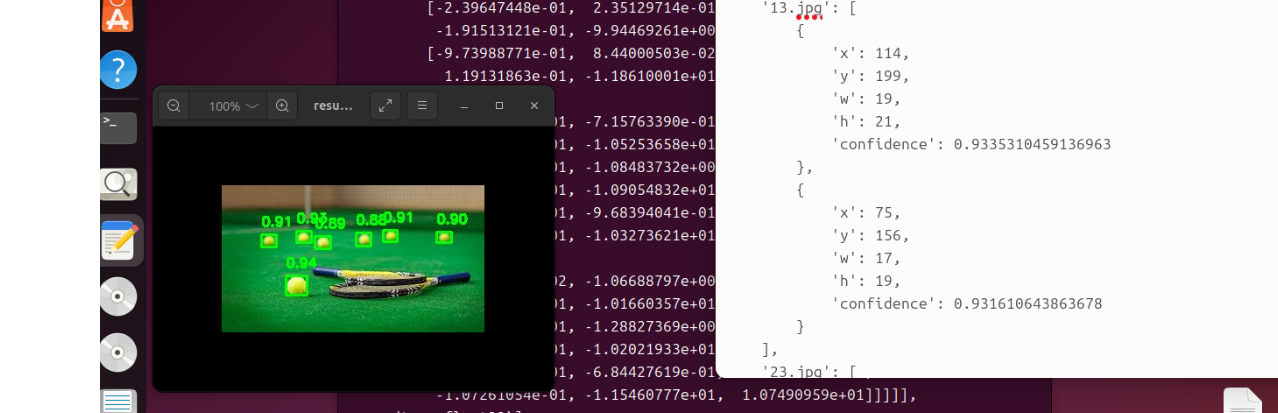 [-2.39647448e-01, 2.35129714e-01
-1.91513121e-01, -9.94469261e+00
[-9.73988771e-01, 8.44000503e-02
1.19131863e-01, -1.18610001e+01
100%
resu...
01, -7.15763390e-01
01, -1.05253658e+01
01, -1.08483732e+00
01, -1.09054832e+01
01, -9.68394041e-01
01, -1.03273621e+01
02, -1.06688797e+00
01, -1.01660357e+01
01, -1.28827369e+00
01, -1.02021933e+01
01, -6.84427619e-01,
-1.07261054e-01, -1.15460777e+01, 1.07490959e+01]]]]],
0.91 0.93 0.89 0.88 0.91 0.90
0.94
>_
?
'13.jpg': [
{
'x': 114,
'y': 199,
'w': 19,
'h': 21,
'confidence': 0.9335310459136963
},
{
'x': 75,
'y': 156,
'w': 17,
'h': 19,
'confidence': 0.931610643863678
}
],
'23.jpg': [